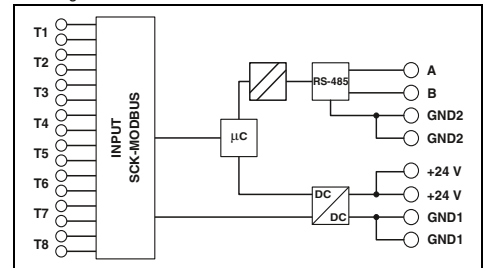 T1
T2
T3
T4
T5
T6
T7
T8
INPUT
SCK-MODBUS
µC
RS-485
DC
DC
A
B
GND2
GND2
+24 V
+24 V
GND1
GND1